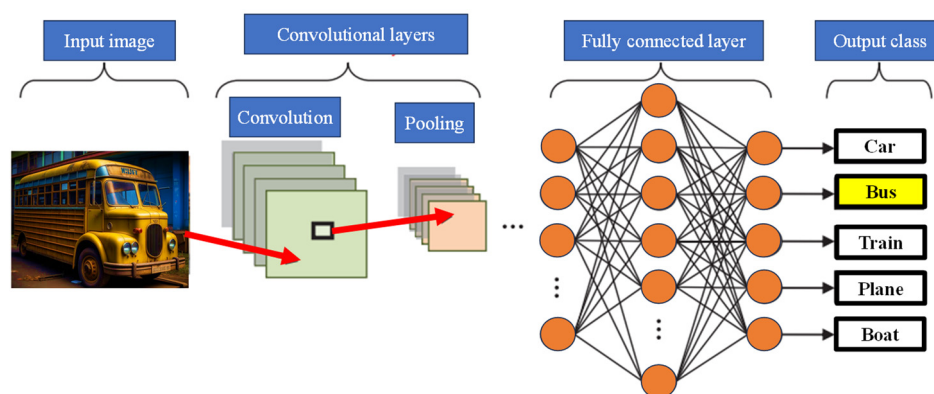 Input image
Convolutional layers
Fully connected layer
Output class
Convolution
Pooling
Car
Bus
Train
Plane
Boat
...